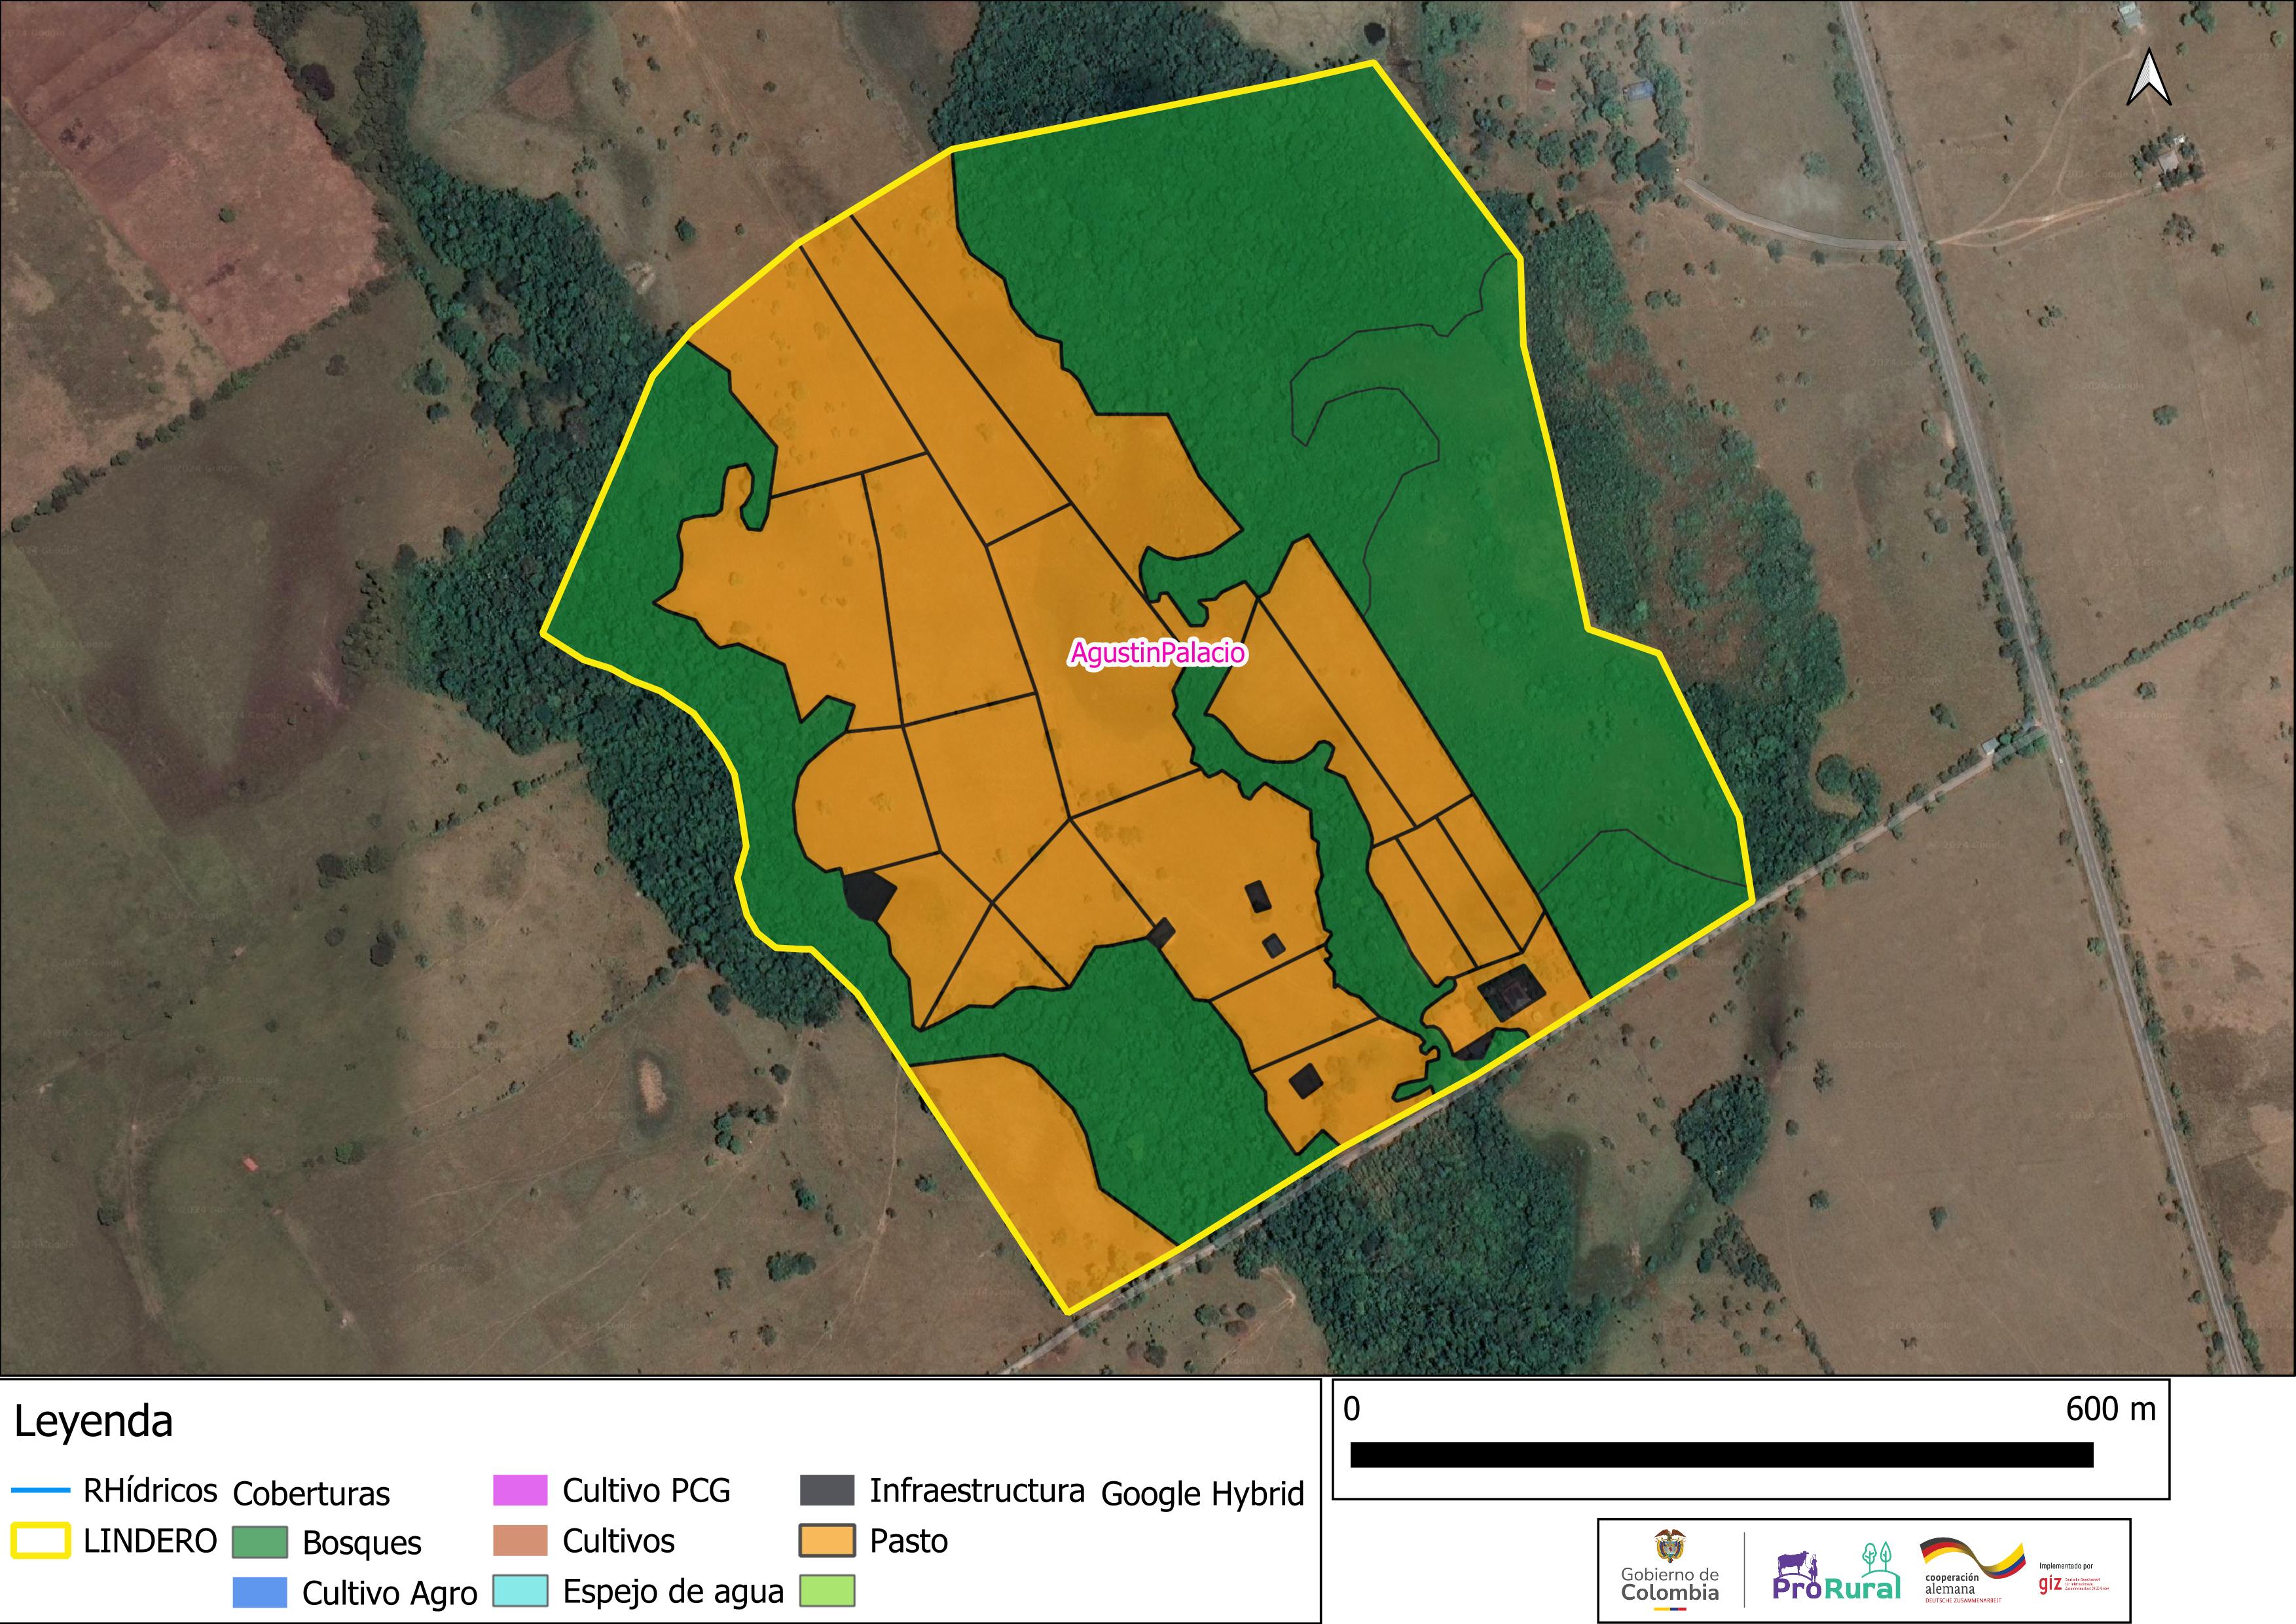 AgustinPalacio
Leyenda
RHídricos
LINDERO
Coberturas
Bosques
Cultivo Agro
Cultivo PCG
Cultivos
Espejo de agua
Infraestructura
Pasto
Google Hybrid
0 600 m
Gobierno de
Colombia
ProRural
cooperación
alemana
DEUTSCHE ZUSAMMENARBEIT
Implementado por
giz